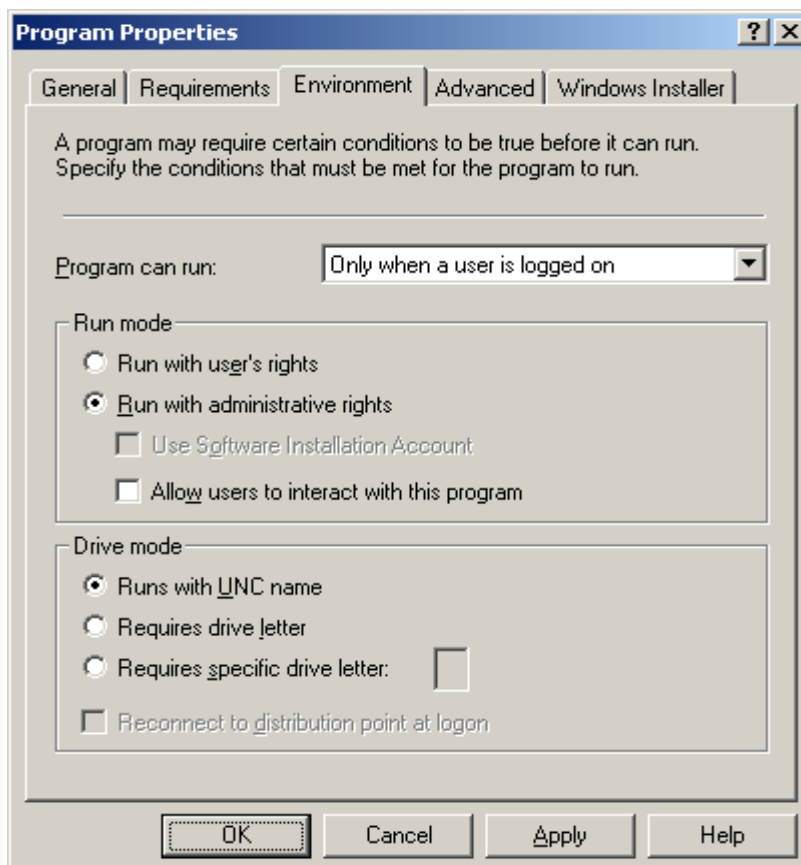 Program Properties
General Requirements Environment Advanced Windows Installer
A program may require certain conditions to be true before it can run.
Specify the conditions that must be met for the program to run.
Program can run: Only when a user is logged on
Run mode
Run with user's rights
Run with administrative rights
Use Software Installation Account
Allow users to interact with this program
Drive mode
Runs with UNC name
Requires drive letter
Requires specific drive letter:
Reconnect to distribution point at logon
OK Cancel Apply Help